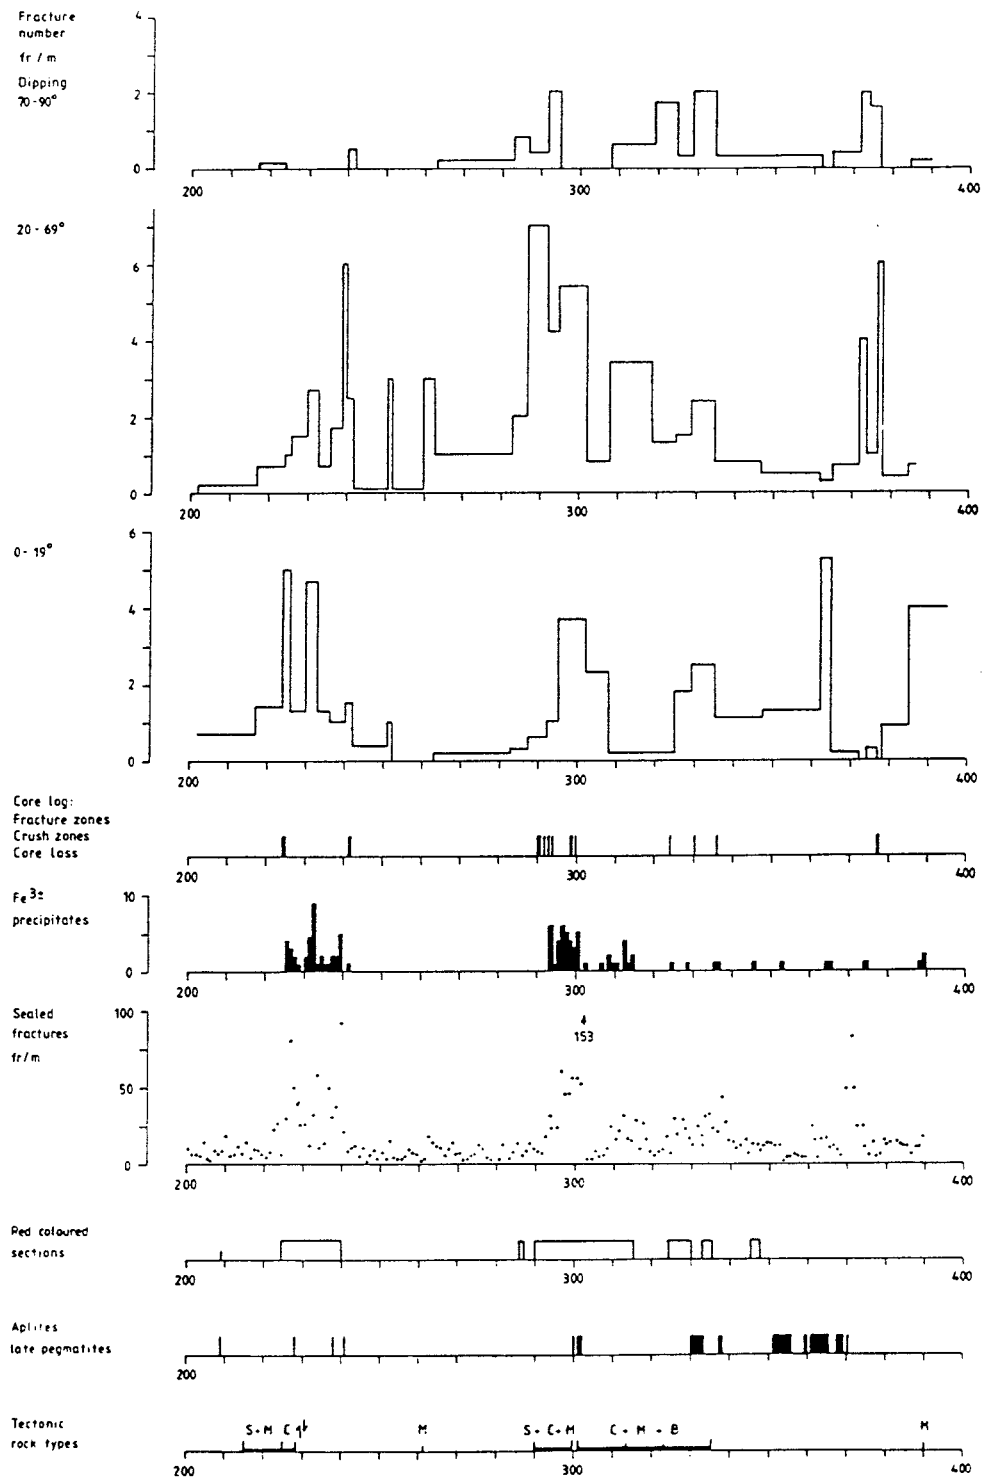 Fracture
number
fr / m
Dipping
70-90°
4
2
0
200
300
400
20-69°
6
4
2
0
200
300
400
0-19°
6
4
2
0
200
300
400
Core log:
Fracture zones
Crush zones
Core loss
200
300
400
Fe3±
precipitates
10
0
200
300
400
Sealed
fractures
fr/m
100
50
0
153
200
300
400
Red coloured
sections
200
300
400
Aplites
late pegmatites
200
300
400
Tectonic
rock types
S+M C
M
S+C+M
C+M+B
M
200
300
400